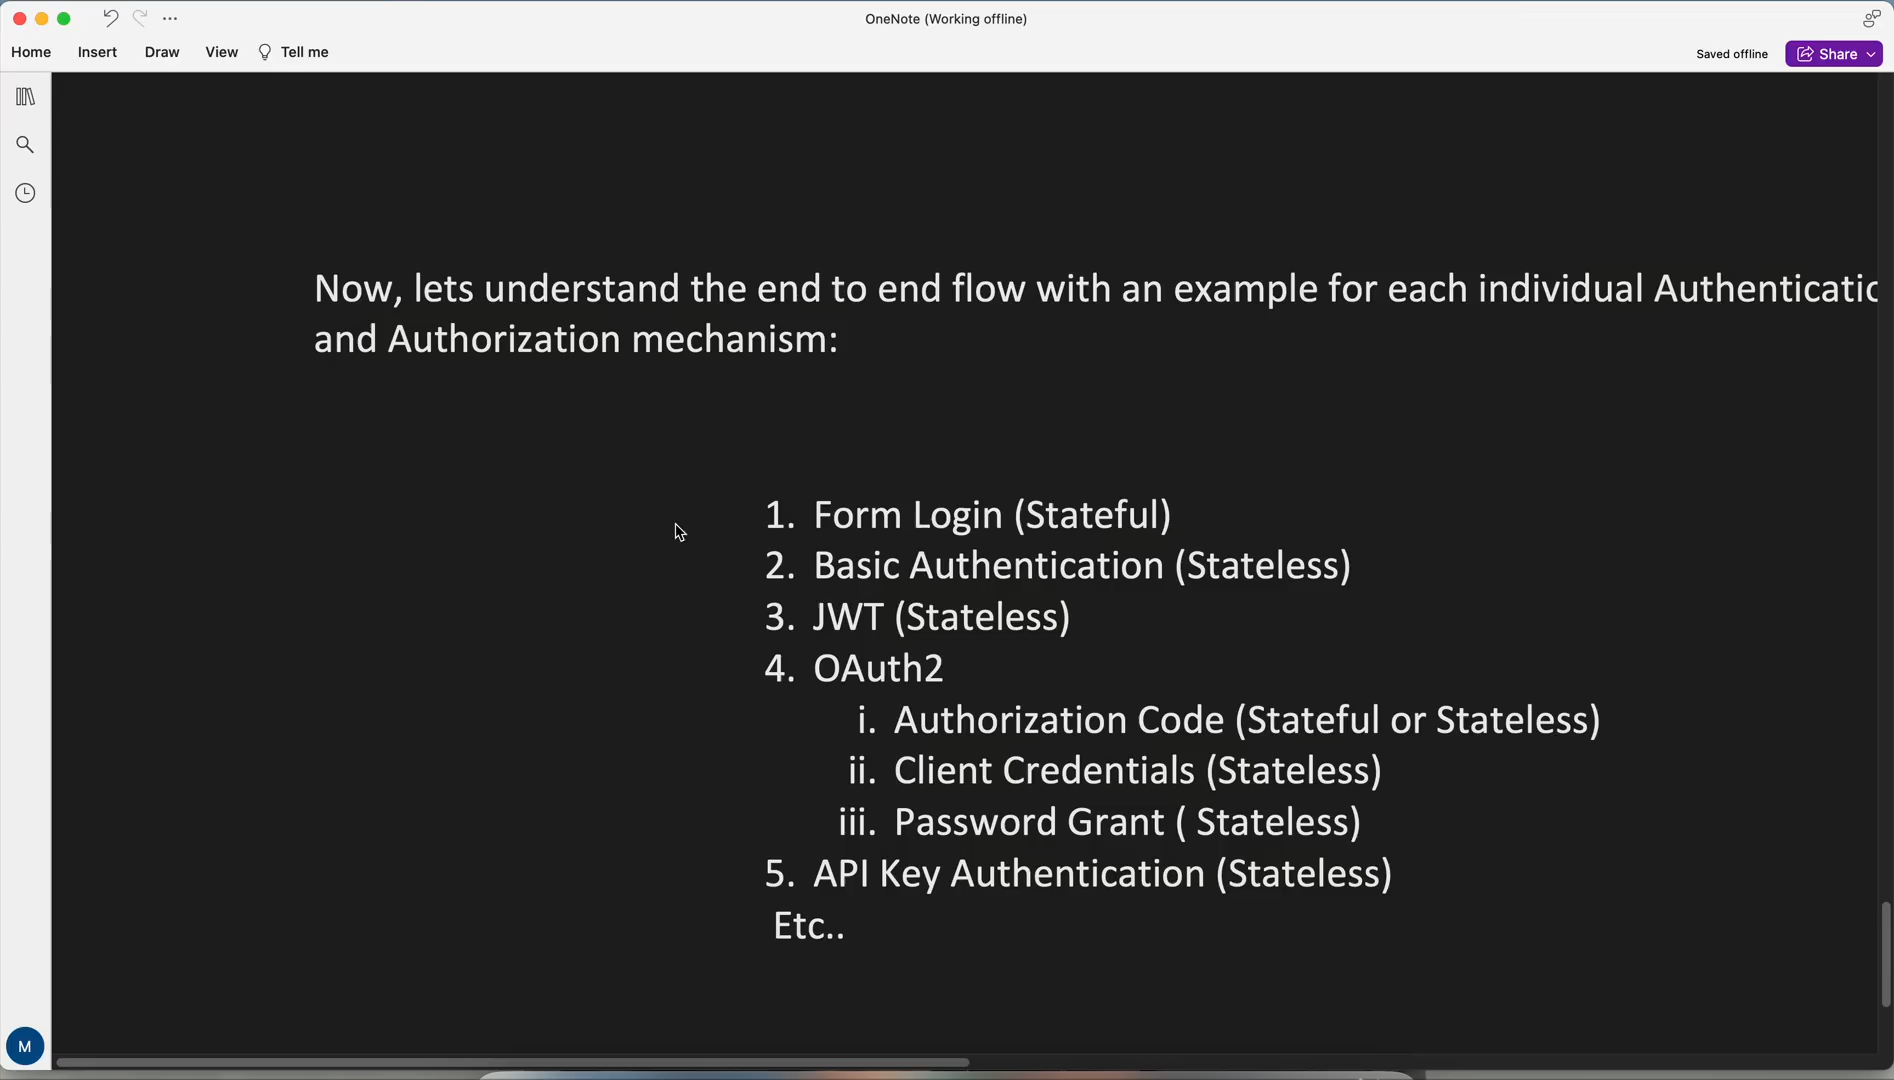 OneNote (Working offline)
Home Insert Draw View Tell me
Saved offline Share
Now, lets understand the end to end flow with an example for each individual Authenticatic
and Authorization mechanism:
1. Form Login (Stateful)
2. Basic Authentication (Stateless)
3. JWT (Stateless)
4. OAuth2
i. Authorization Code (Stateful or Stateless)
ii. Client Credentials (Stateless)
iii. Password Grant ( Stateless)
5. API Key Authentication (Stateless)
Etc..
M